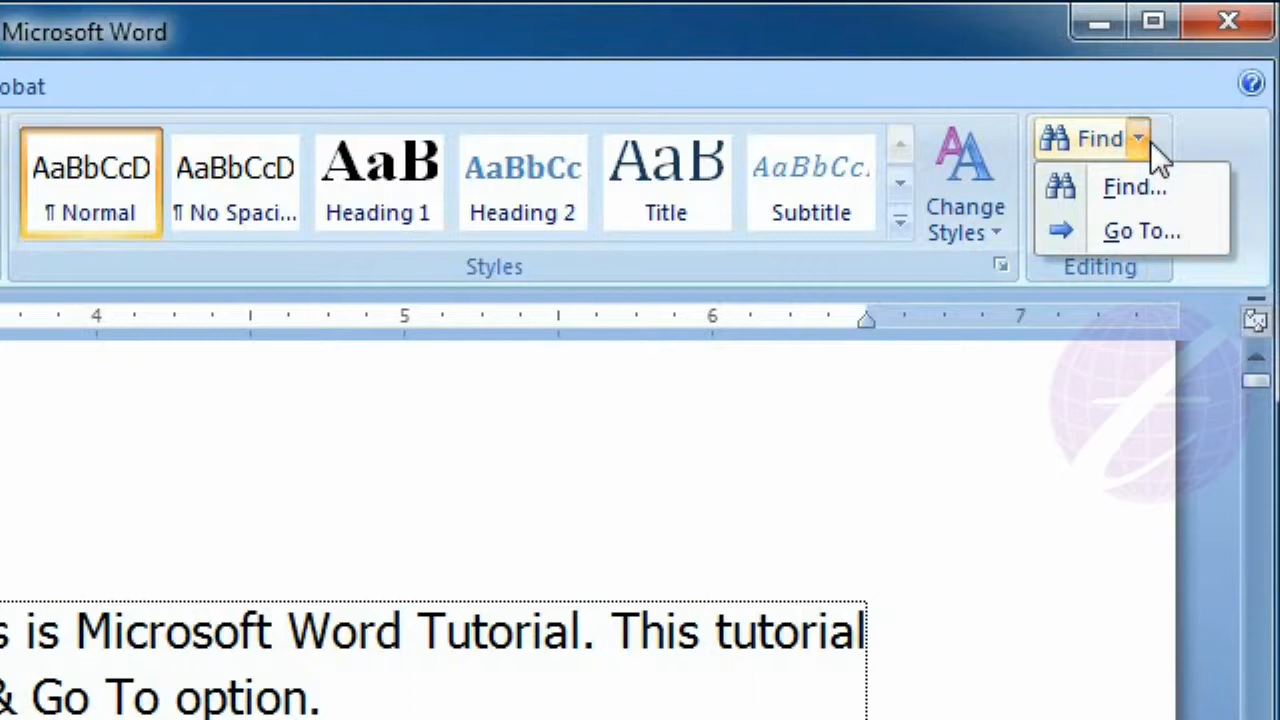 Microsoft Word
obat
AaBbCcD AaBbCcD AaB AaBbCc AaB AaBbCc.
¶ Normal ¶ No Spaci... Heading 1 Heading 2 Title Subtitle
Change
Styles
Find
Find...
Go To...
Styles
Editing
4 5 6 7
s is Microsoft Word Tutorial. This tutorial
& Go To option.